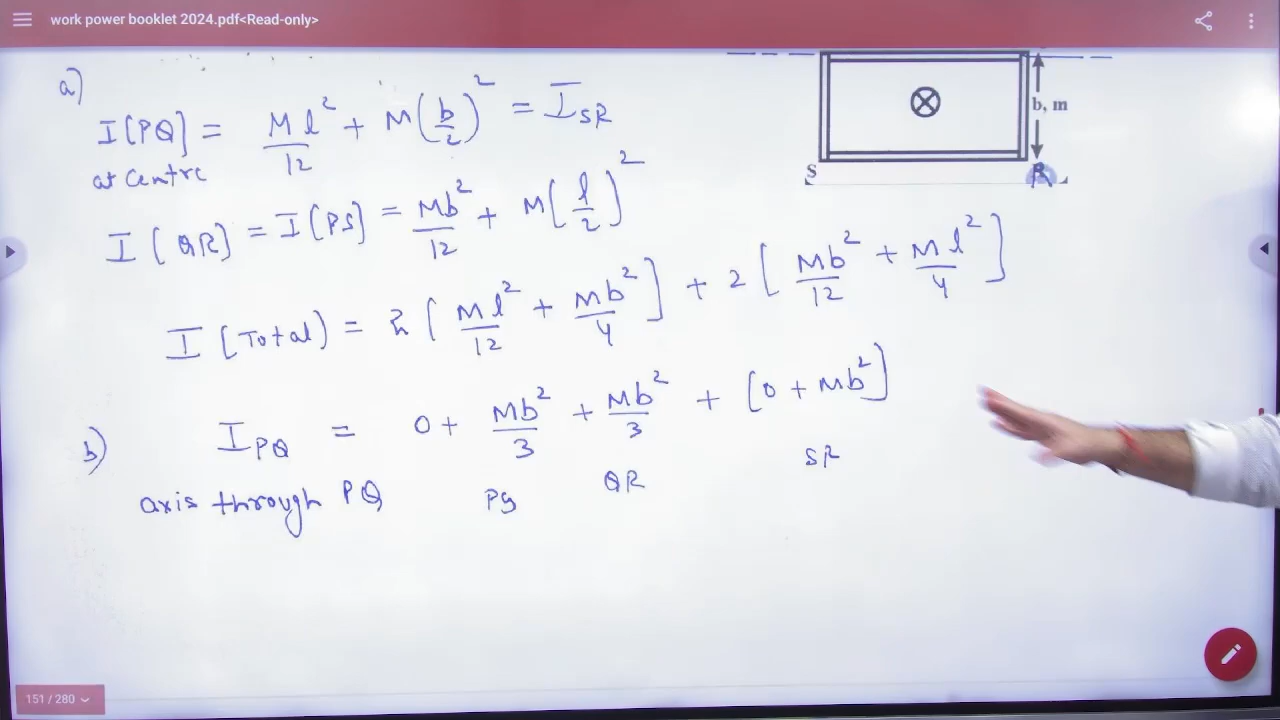 work power booklet 2024.pdf<Read-only>
a)
I[PQ] = Ml²/12 + M(b/2)² = I_SR
at centre
b, m
S
R
I[QR] = I[PS] = Mb²/12 + M[l/2]²
I[Total] = 2[Ml²/12 + Mb²/4] + 2[Mb²/12 + Ml²/4]
b) I_PQ = 0 + Mb²/3 + Mb²/3 + [0 + Mb²]
axis through PQ PS QR SR
151 / 280